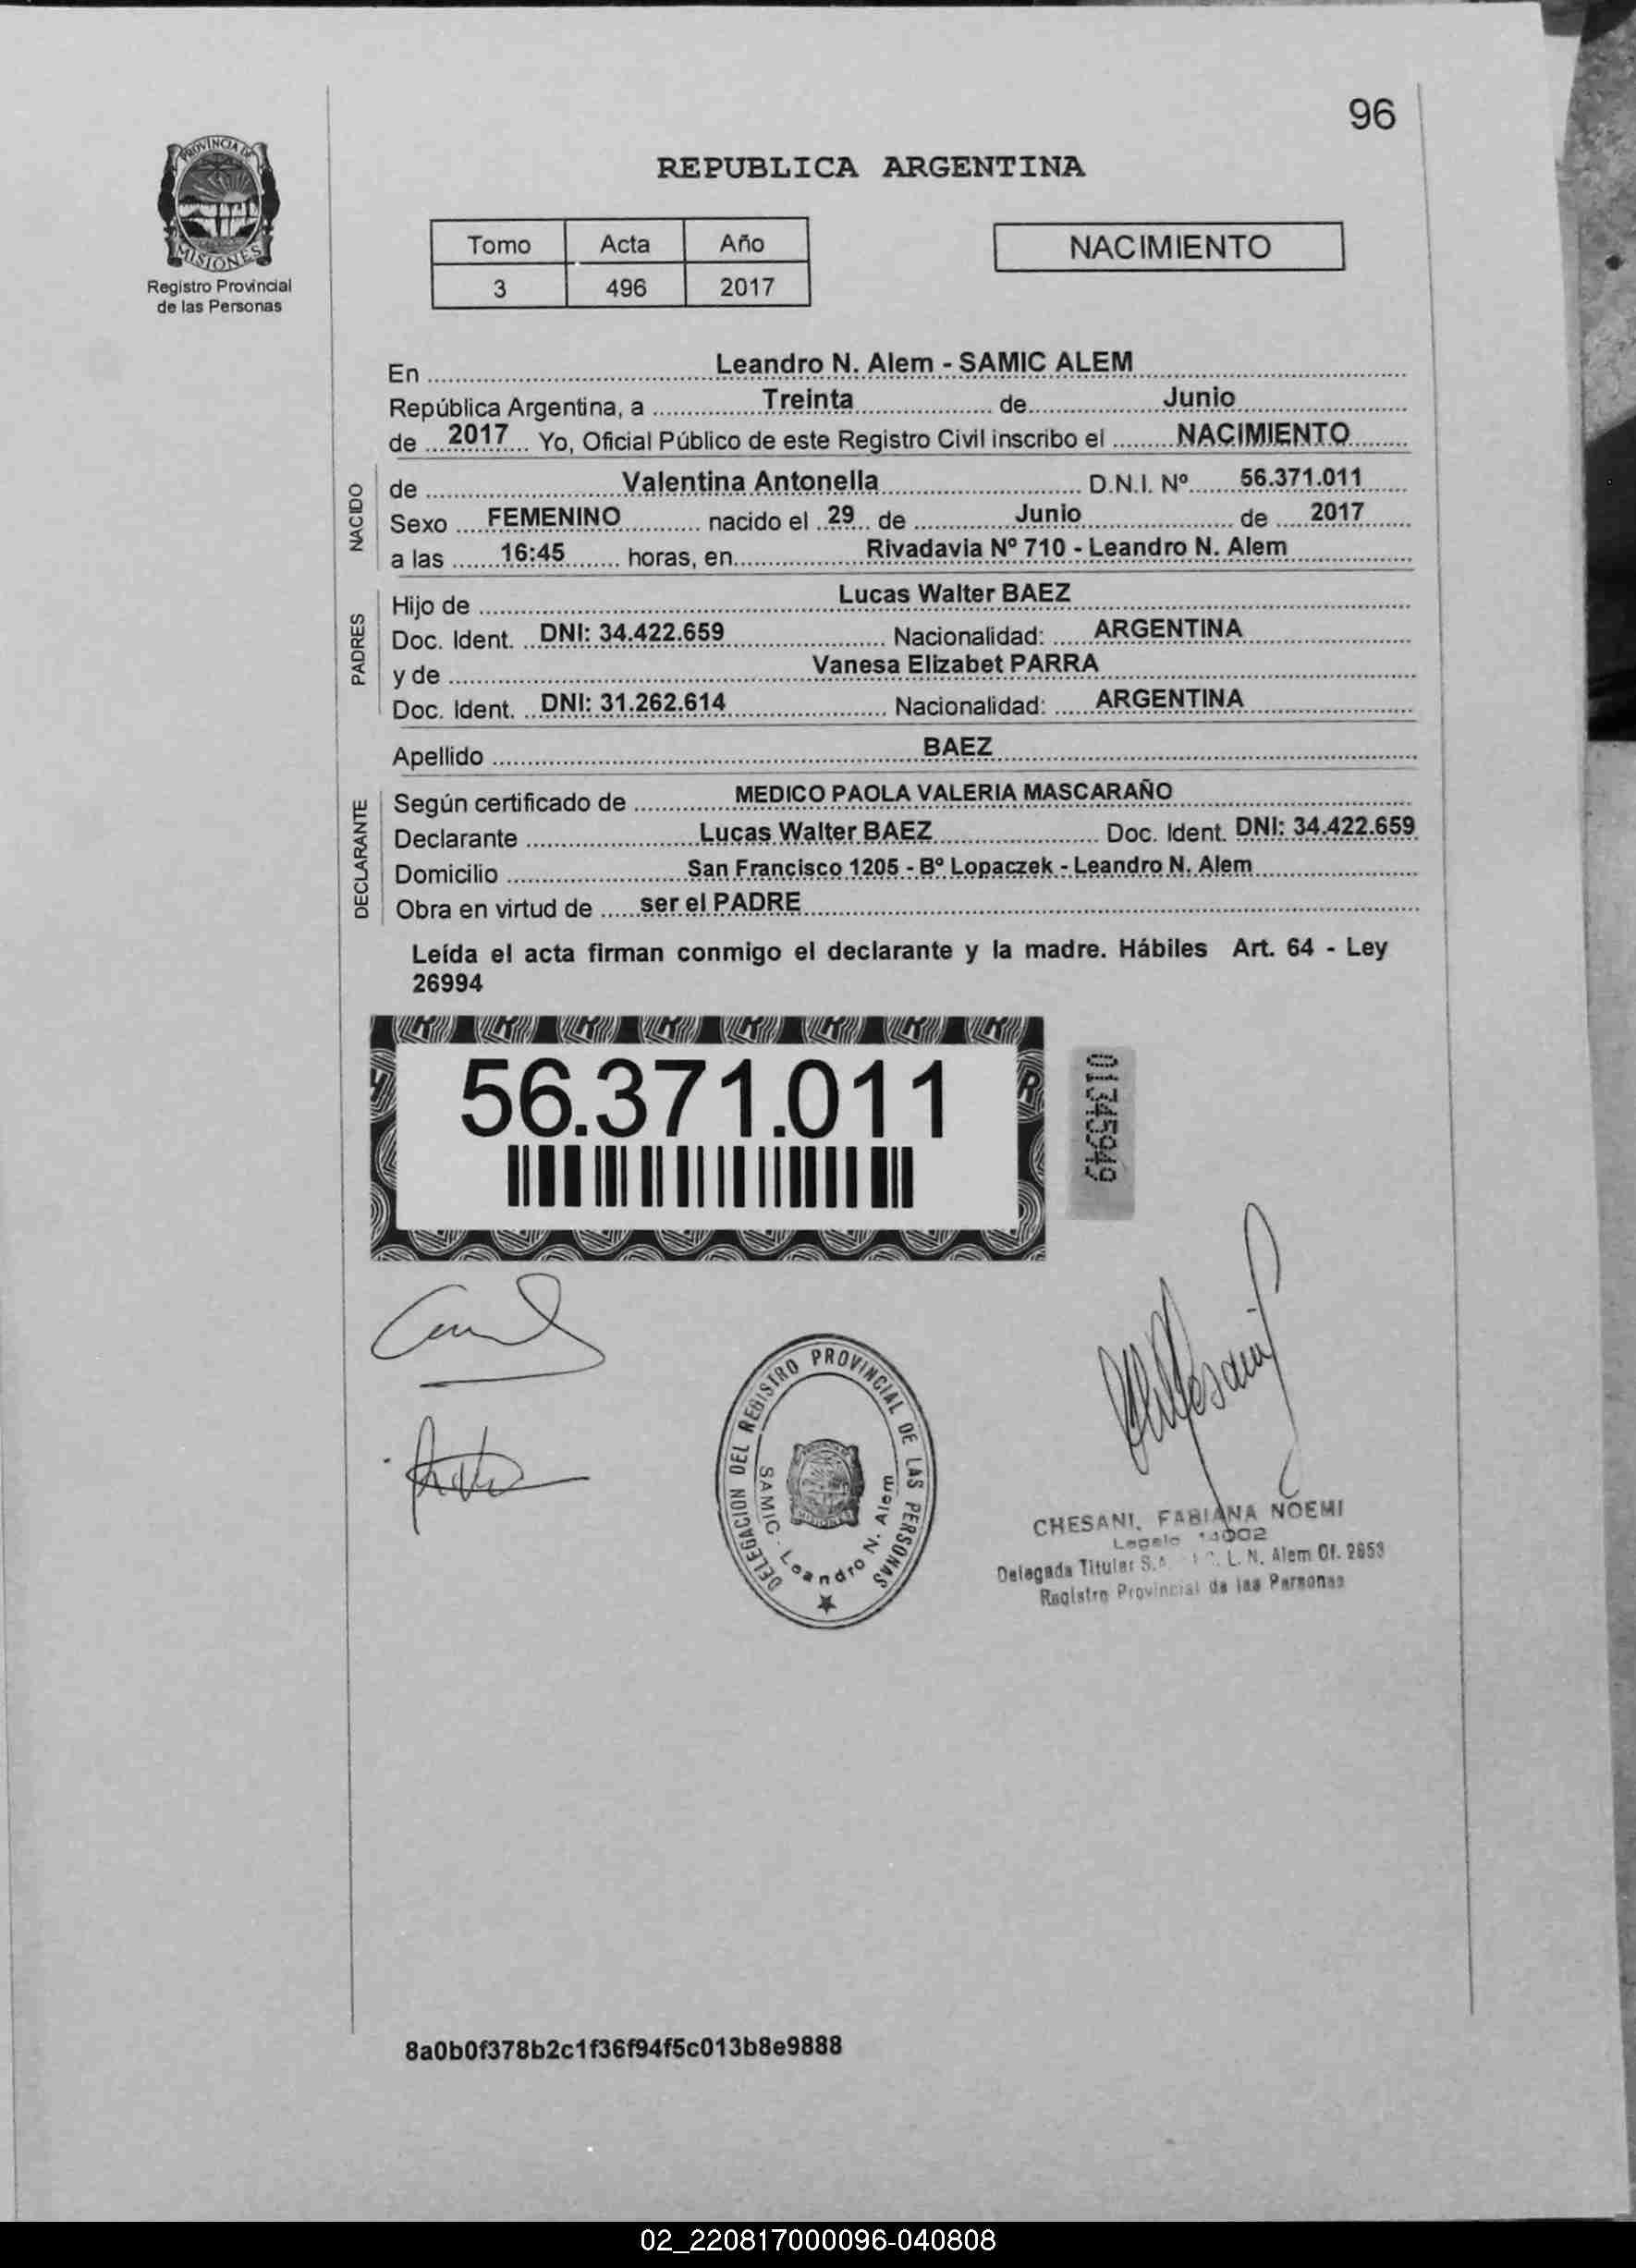 96
PROVINCIA DE
MISIONES
Registro Provincial
de las Personas
REPUBLICA ARGENTINA
Tomo Acta Año
3 496 2017
NACIMIENTO
En Leandro N. Alem - SAMIC ALEM
República Argentina, a Treinta de Junio
de 2017 Yo, Oficial Público de este Registro Civil inscribo el NACIMIENTO
NACIDO
de Valentina Antonella D.N.I. Nº 56.371.011
Sexo FEMENINO nacido el 29 de Junio de 2017
a las 16:45 horas, en Rivadavia Nº 710 - Leandro N. Alem
PADRES
Hijo de Lucas Walter BAEZ
Doc. Ident. DNI: 34.422.659 Nacionalidad: ARGENTINA
y de Vanesa Elizabet PARRA
Doc. Ident. DNI: 31.262.614 Nacionalidad: ARGENTINA
Apellido BAEZ
DECLARANTE
Según certificado de MEDICO PAOLA VALERIA MASCARAÑO
Declarante Lucas Walter BAEZ Doc. Ident. DNI: 34.422.659
Domicilio San Francisco 1205 - Bº Lopaczek - Leandro N. Alem
Obra en virtud de ser el PADRE
Leída el acta firman conmigo el declarante y la madre. Hábiles Art. 64 - Ley
26994
56.371.011
01345949
DELEGACION DEL REGISTRO PROVINCIAL DE LAS PERSONAS
SAMIC - Leandro N. Alem
CHESANI, FABIANA NOEMI
Legajo
Delegada Titular L. N. Alem Of. 2653
Registro Provincial de las Personas
8a0b0f378b2c1f36f94f5c013b8e9888
02_220817000096-040808